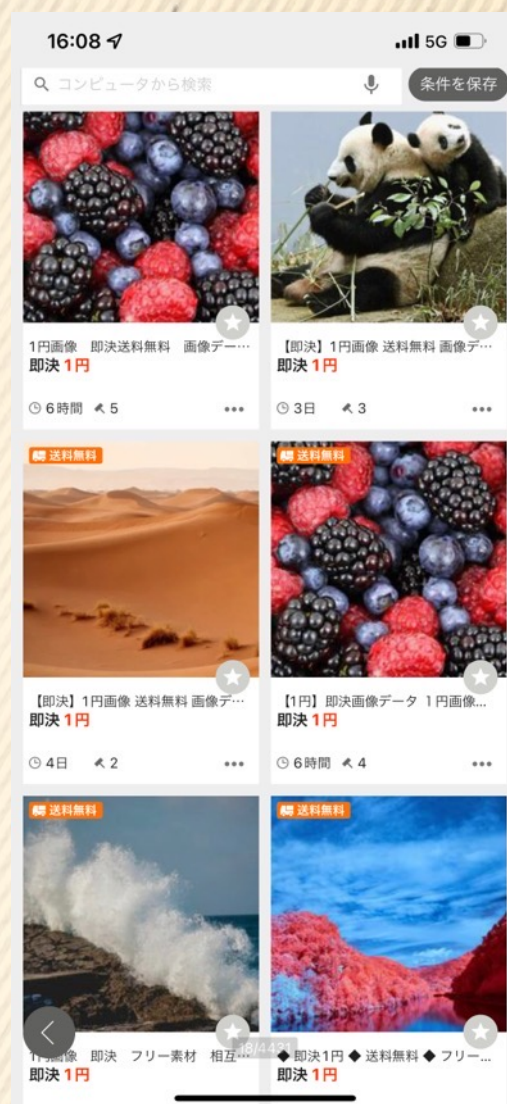 16:08
5G
コンピュータから検索
条件を保存
1円画像 即決送料無料 画像デー…
即決 1円
6時間 5
【即決】1円画像 送料無料 画像デ…
即決 1円
3日 3
送料無料
【即決】1円画像 送料無料 画像デ…
即決 1円
4日 2
送料無料
【1円】即決画像データ 1円画像...
即決 1円
6時間 4
送料無料
1円画像 即決 フリー素材 相互…
即決 1円
送料無料
◆ 即決1円 ◆ 送料無料 ◆ フリー...
即決 1円
18/4431